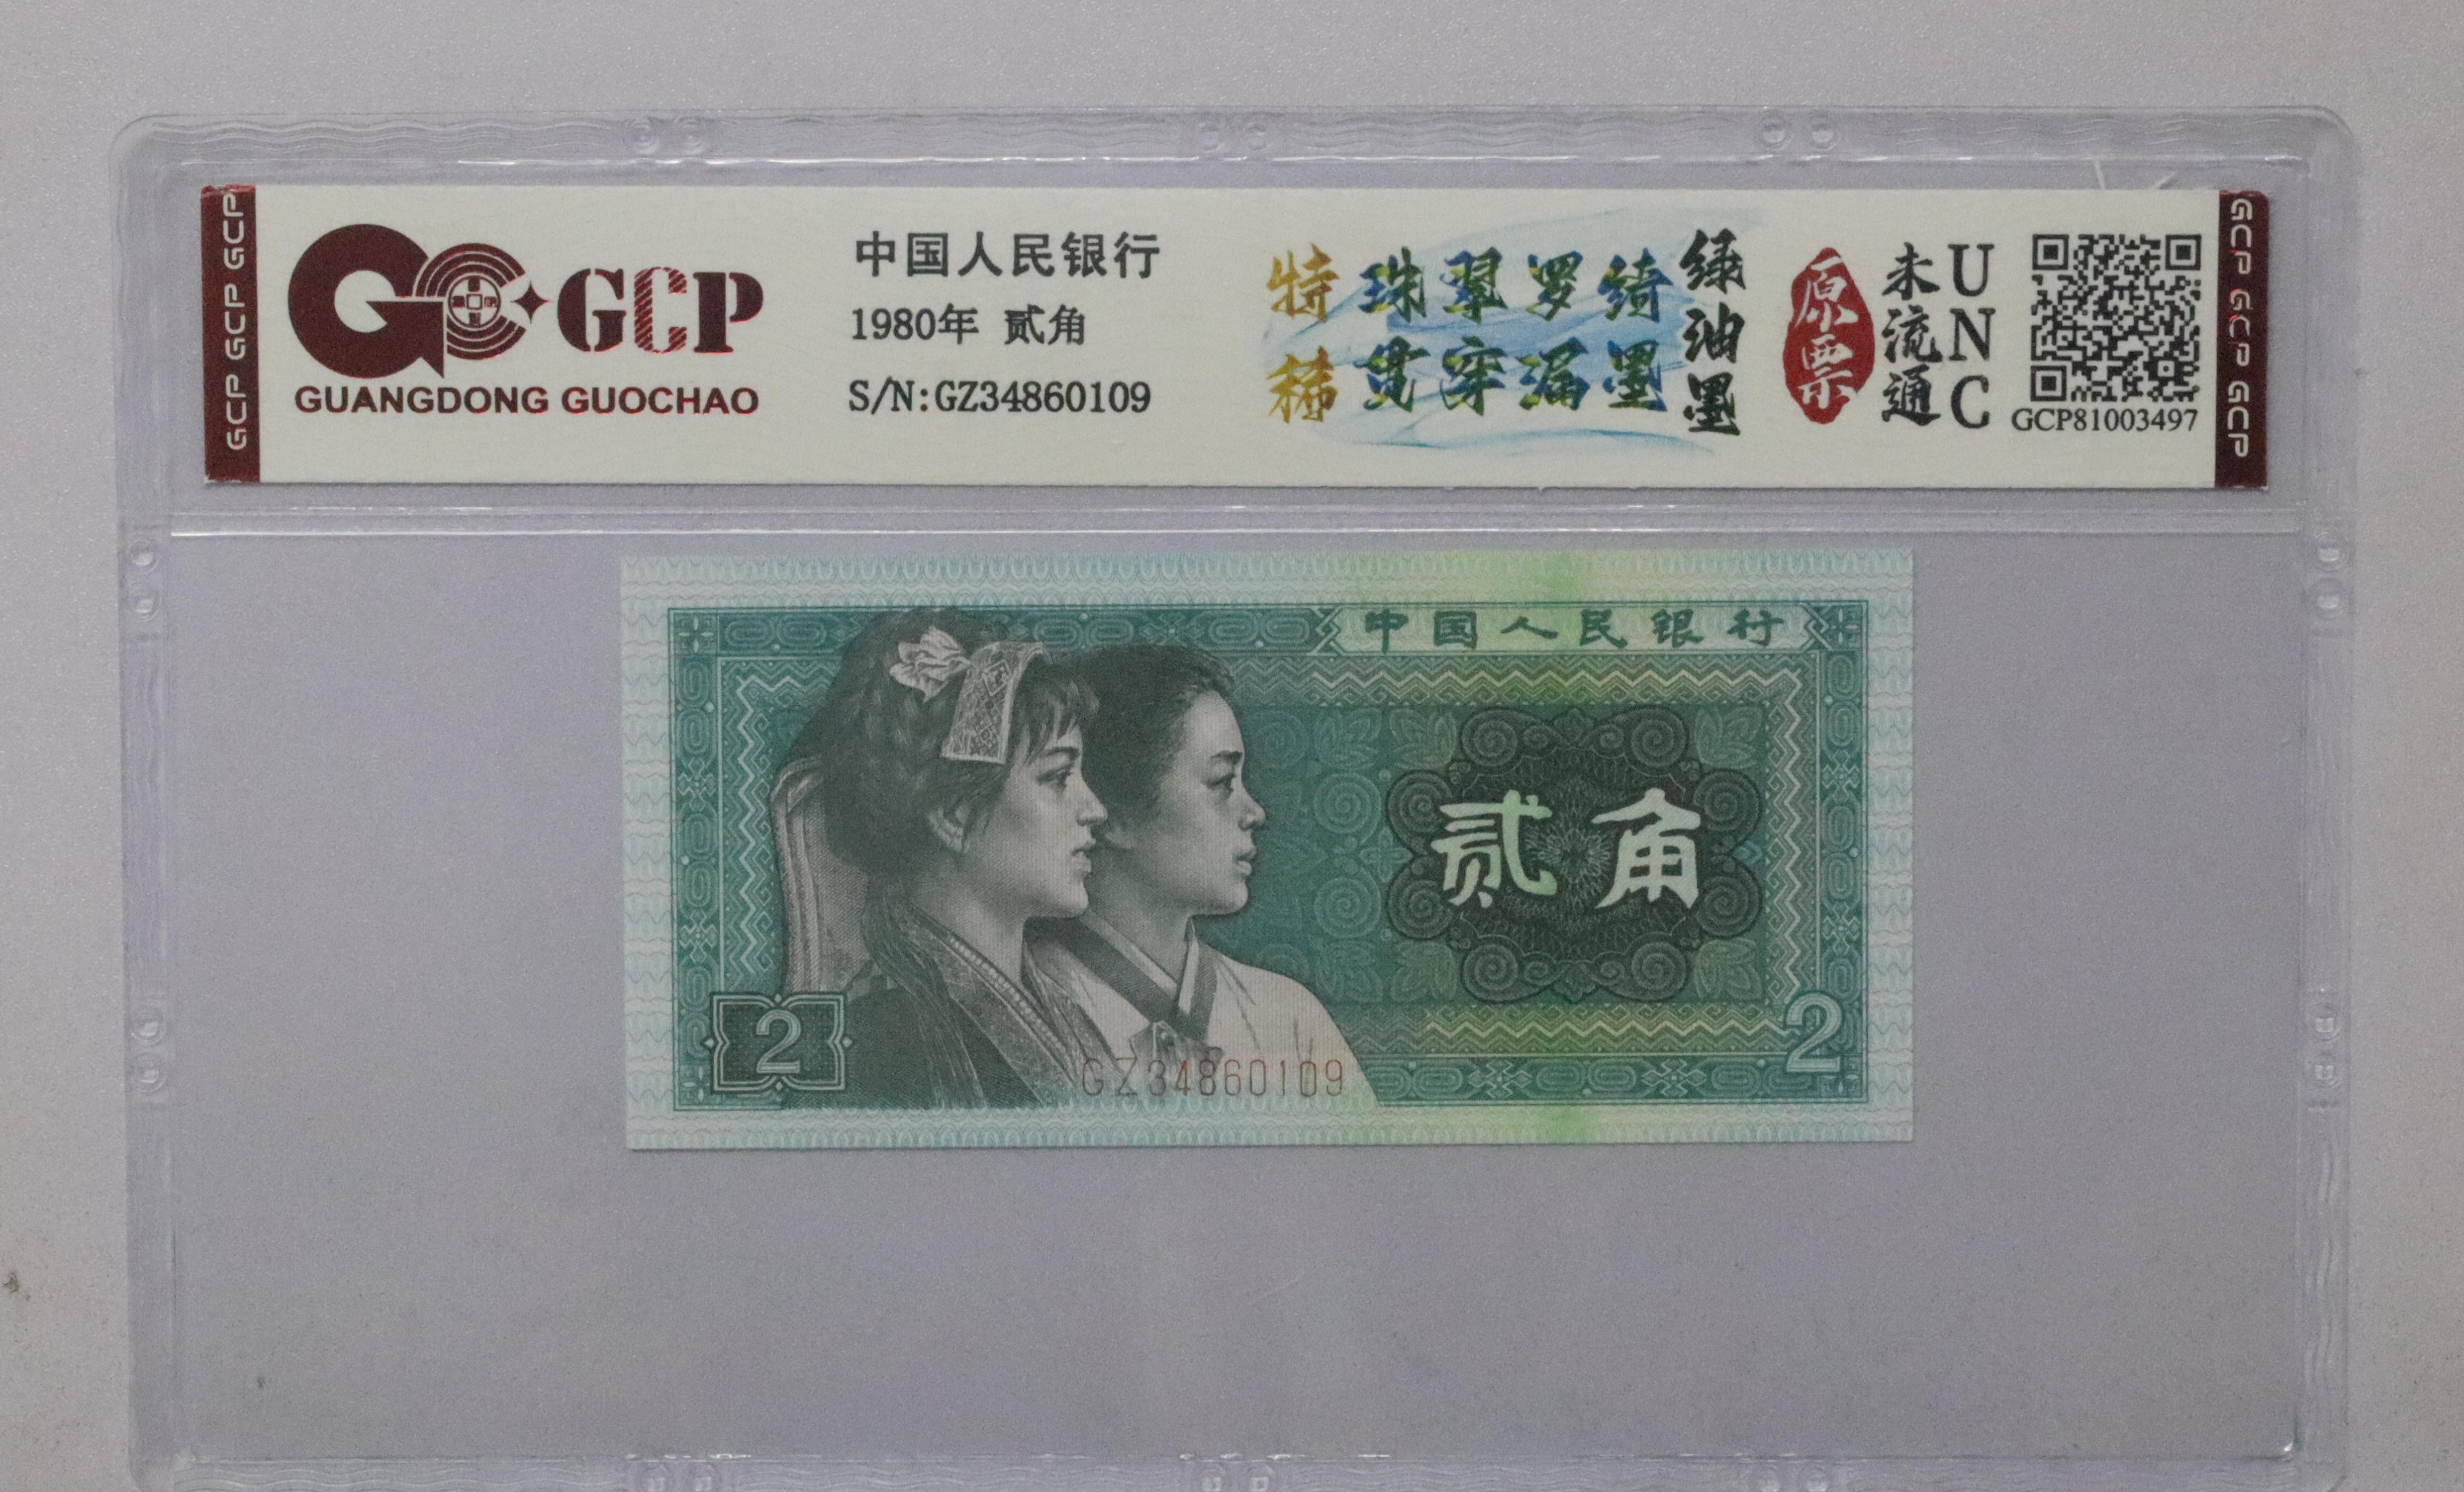 GCP GCP GCP
GCP
GUANGDONG GUOCHAO
中国人民银行
1980年 贰角
S/N:GZ34860109
特稀
珠翠罗绮
贯穿漏墨
绿油墨
原票
未流通
UNC
GCP81003497
GCP GCP GCP
中国人民银行
贰角
2
2
GZ34860109